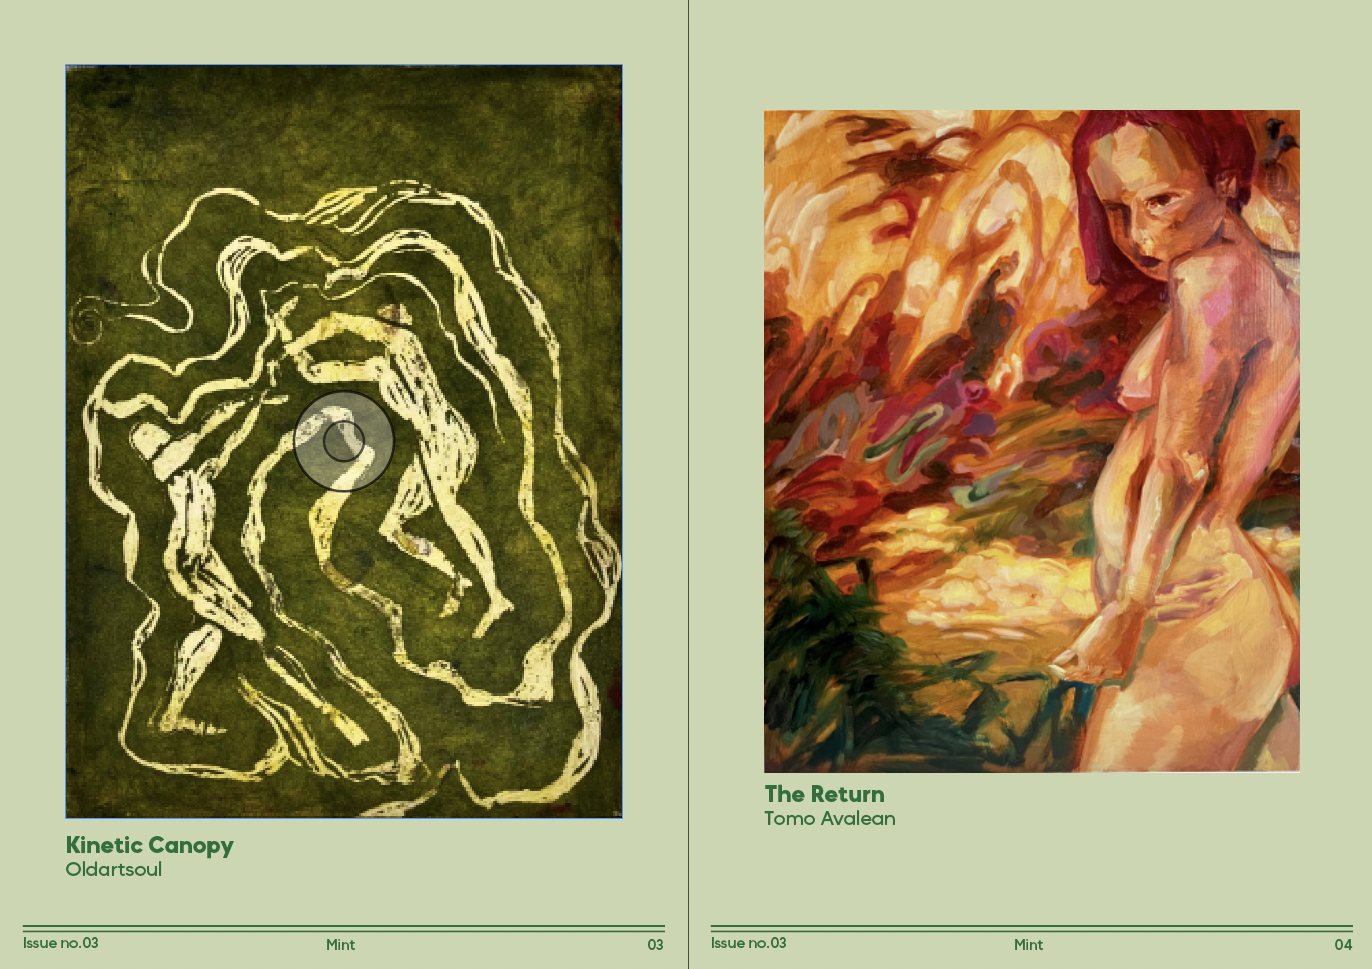 Kinetic Canopy
Oldartsoul
Issue no.03
Mint
03
The Return
Tomo Avalean
Issue no.03
Mint
04